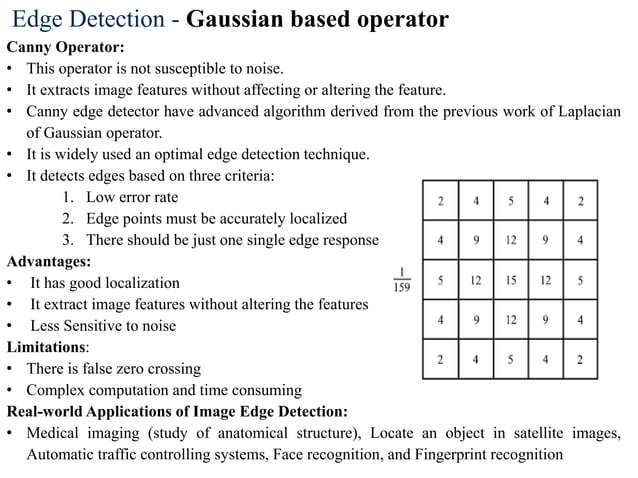 Edge Detection - Gaussian based operator
Canny Operator:
• This operator is not susceptible to noise.
• It extracts image features without affecting or altering the feature.
• Canny edge detector have advanced algorithm derived from the previous work of Laplacian
of Gaussian operator.
• It is widely used an optimal edge detection technique.
• It detects edges based on three criteria:
1. Low error rate
2. Edge points must be accurately localized
3. There should be just one single edge response
Advantages:
• It has good localization
• It extract image features without altering the features
• Less Sensitive to noise
Limitations:
• There is false zero crossing
• Complex computation and time consuming
1/159
2 4 5 4 2
4 9 12 9 4
5 12 15 12 5
4 9 12 9 4
2 4 5 4 2
Real-world Applications of Image Edge Detection:
• Medical imaging (study of anatomical structure), Locate an object in satellite images,
Automatic traffic controlling systems, Face recognition, and Fingerprint recognition